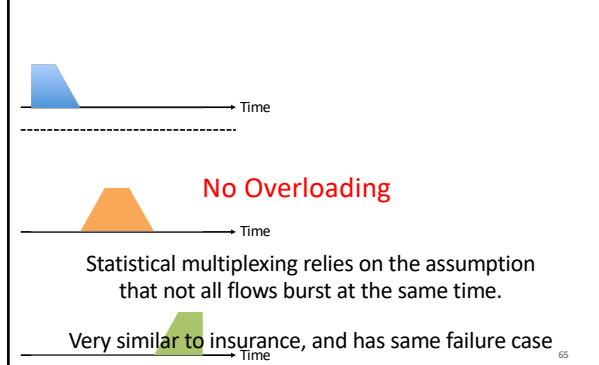 Time
No Overloading
Time
Statistical multiplexing relies on the assumption
that not all flows burst at the same time.
Very similar to insurance, and has same failure case
Time
65